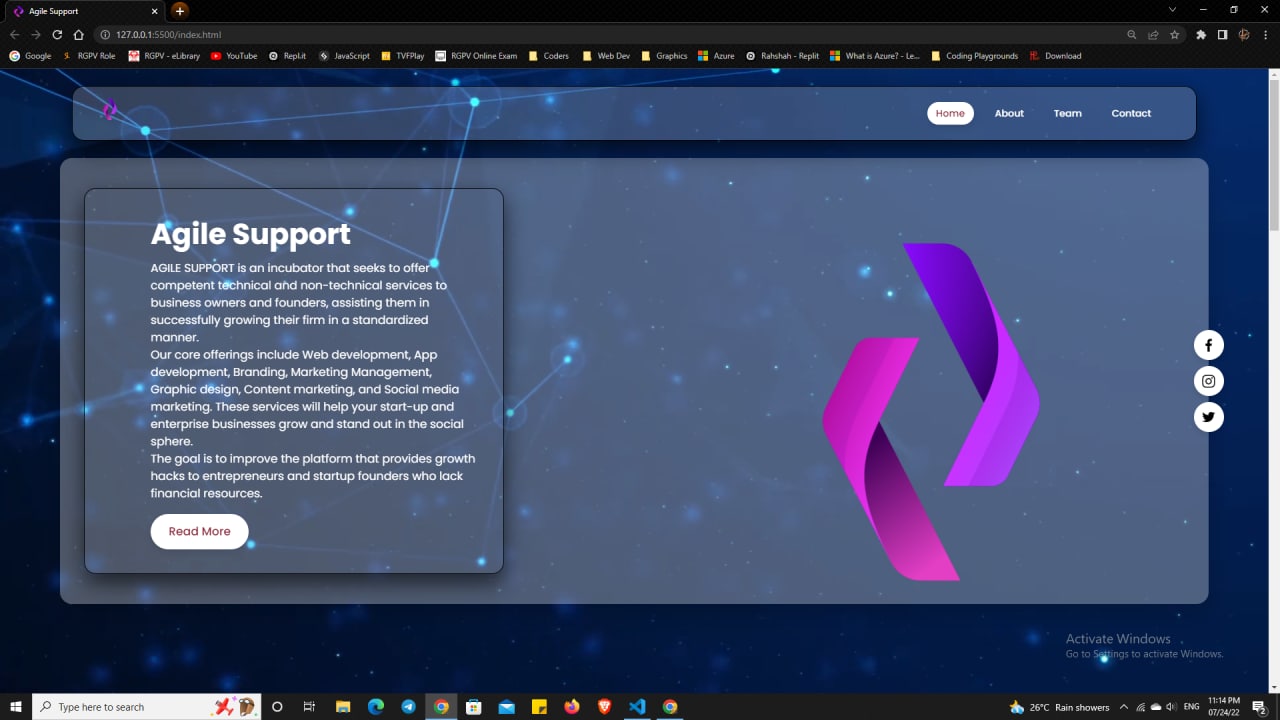 Agile Support
127.0.0.1:5500/index.html
Google RGPV Role RGPV - eLibrary YouTube RepLit JavaScript TVFPlay RGPV Online Exam Coders Web Dev Graphics Azure Rahshah - Replit What is Azure? - Le... Coding Playgrounds Download
Home About Team Contact
Agile Support
AGILE SUPPORT is an incubator that seeks to offer
competent technical and non-technical services to
business owners and founders, assisting them in
successfully growing their firm in a standardized
manner.
Our core offerings include Web development, App
development, Branding, Marketing Management,
Graphic design, Content marketing, and Social media
marketing. These services will help your start-up and
enterprise businesses grow and stand out in the social
sphere.
The goal is to improve the platform that provides growth
hacks to entrepreneurs and startup founders who lack
financial resources.
Read More
Activate Windows
Go to Settings to activate Windows.
Type here to search
26°C Rain showers
ENG
11:14 PM
07/24/22
2